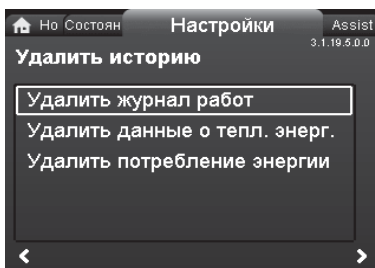 Но Состоян Настройки Assist
3.1.19.5.0.0
Удалить историю
Удалить журнал работ
Удалить данные о тепл. энерг.
Удалить потребление энергии